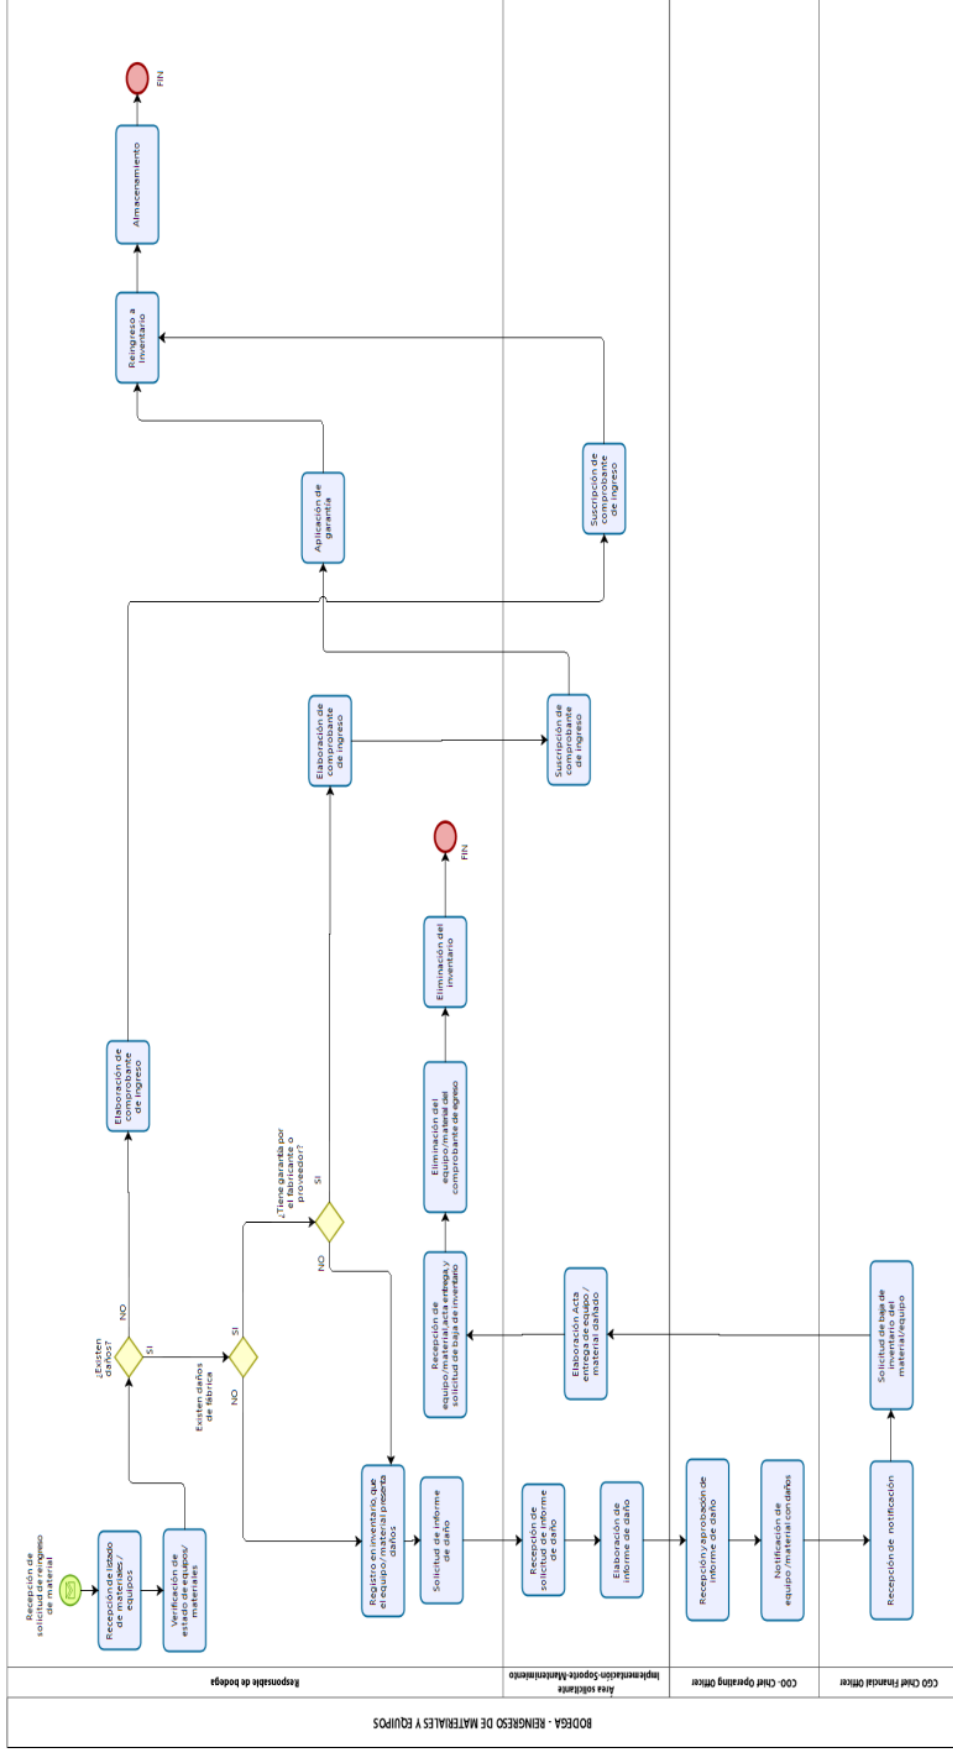 BODEGA - REINGRESO DE MATERIALES Y EQUIPOS
Responsable de bodega
Área solicitante
Implementación-Soporte-Mantenimiento
COO- Chief Operating Officer
CGO Chief Financial Officer
Recepción de
solicitud de reingreso
de material
Recepción de listado
de materiales /
equipos
Verificación de
estado de equipos/
materiales
¿Existen
daños?
NO
SI
Elaboración de
comprobante
de ingreso
Suscripción de
comprobante
de ingreso
Reingreso a
Inventario
Almacenamiento
FIN
Existen daños
de fábrica
NO
SI
¿Tiene garantía por
el fabricante o
proveedor?
NO
SI
Elaboración de
comprobante
de ingreso
Suscripción de
comprobante
de ingreso
Aplicación de
garantía
Registro en inventario, que
el equipo/material presenta
daños
Solicitud de informe
de daño
Recepción de
solicitud de informe
de daño
Elaboración de
informe de daño
Recepción y aprobación de
informe de daño
Notificación de
equipo /material con daños
Recepción de notificación
Solicitud de baja de
inventario del
material/equipo
Elaboración Acta
entrega de equipo /
material dañado
Recepción de
equipo/material,acta entrega,y
solicitud de baja de inventario
Eliminación del
equipo/material del
comprobante de egreso
Eliminación del
inventario
FIN